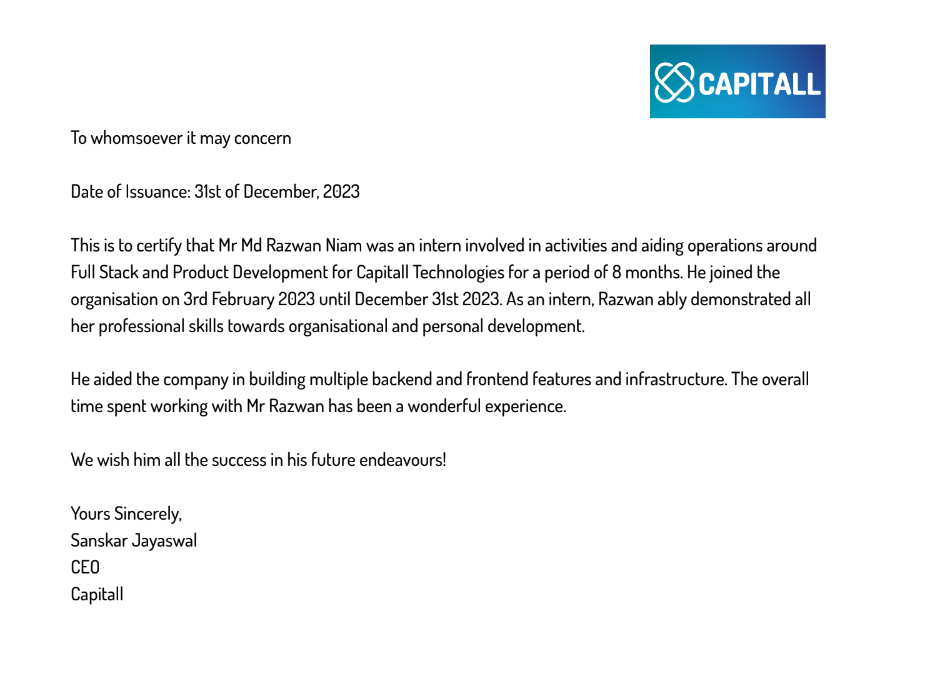 CAPITALL
To whomsoever it may concern
Date of Issuance: 31st of December, 2023
This is to certify that Mr Md Razwan Niam was an intern involved in activities and aiding operations around
Full Stack and Product Development for Capitall Technologies for a period of 8 months. He joined the
organisation on 3rd February 2023 until December 31st 2023. As an intern, Razwan ably demonstrated all
her professional skills towards organisational and personal development.
He aided the company in building multiple backend and frontend features and infrastructure. The overall
time spent working with Mr Razwan has been a wonderful experience.
We wish him all the success in his future endeavours!
Yours Sincerely,
Sanskar Jayaswal
CEO
Capitall